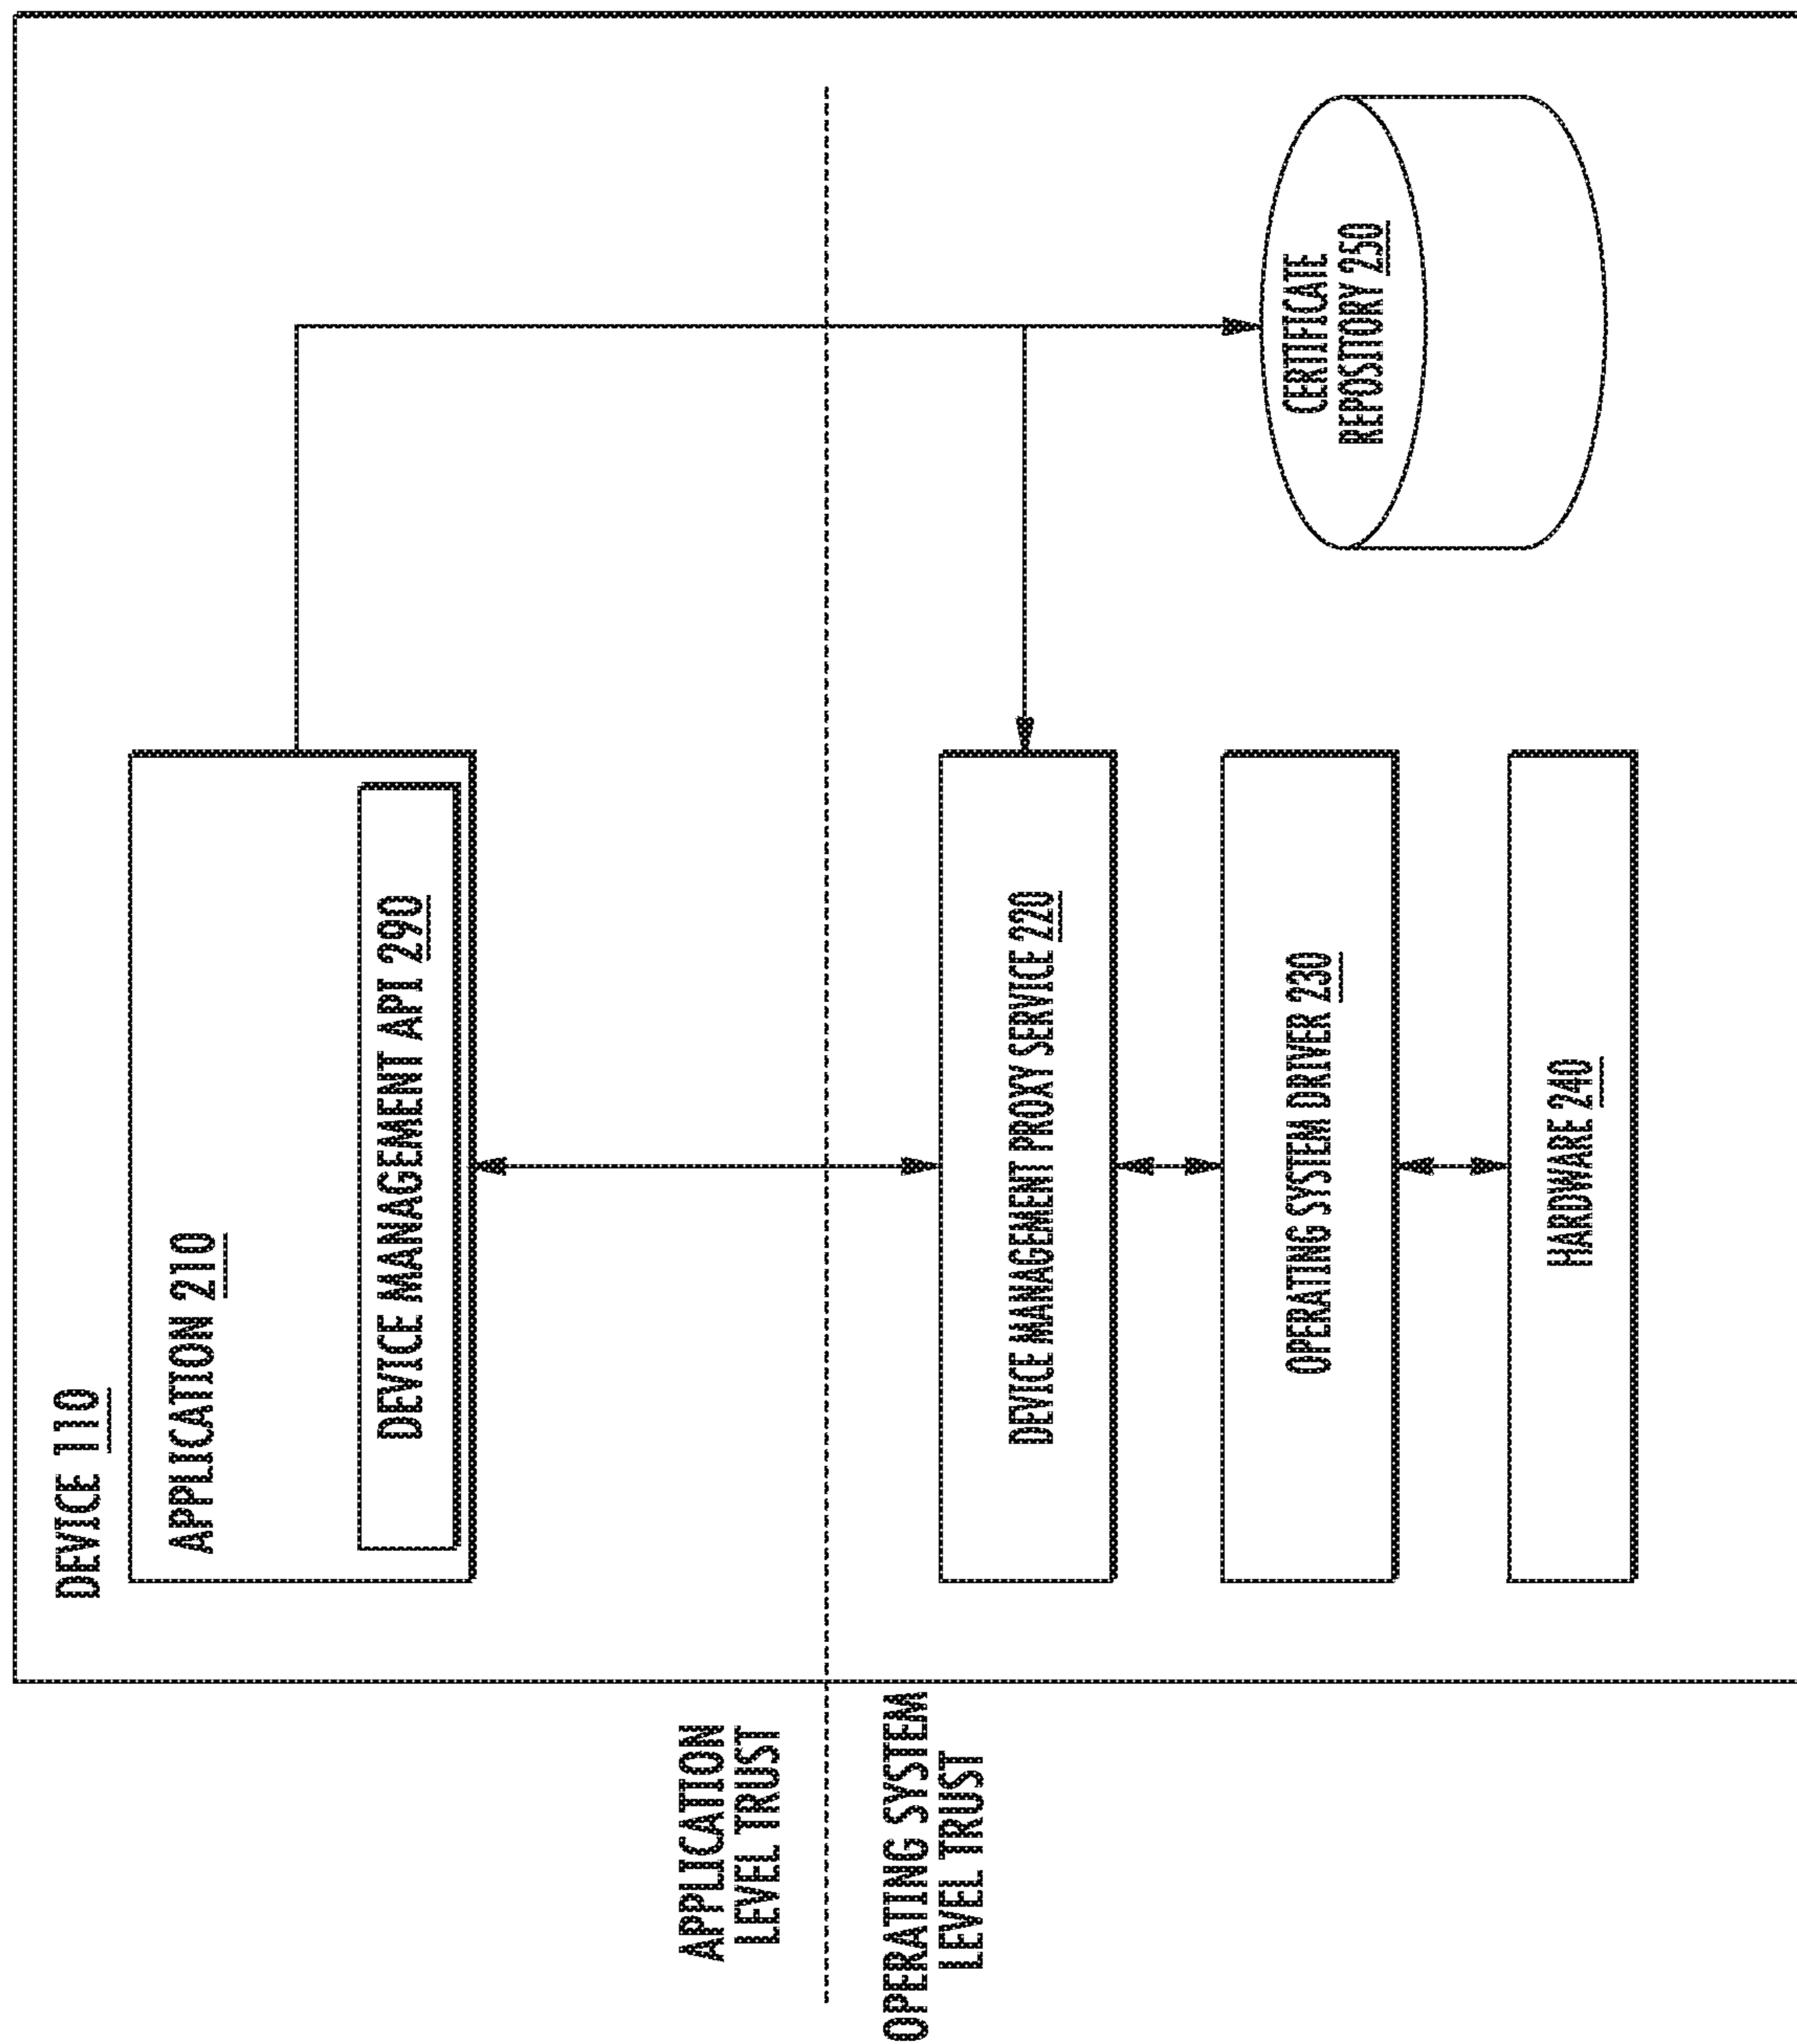 DEVICE 110
APPLICATION 210
DEVICE MANAGEMENT API 290
APPLICATION
LEVEL TRUST
OPERATING SYSTEM
LEVEL TRUST
DEVICE MANAGEMENT PROXY SERVICE 220
OPERATING SYSTEM DRIVER 230
HARDWARE 240
CERTIFICATE
REPOSITORY 250